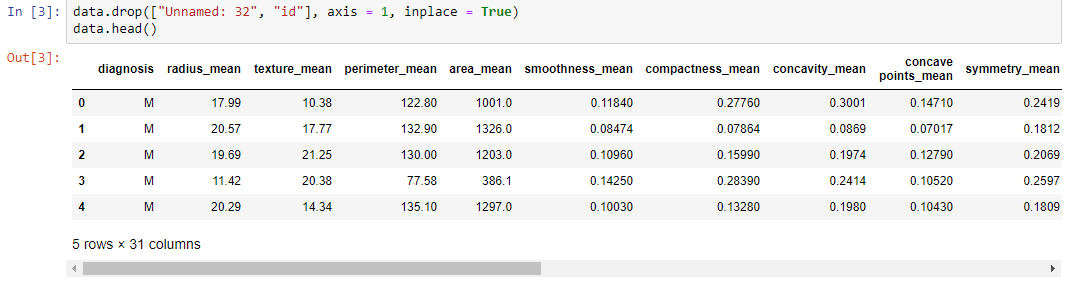 In [3]: data.drop(["Unnamed: 32", "id"], axis = 1, inplace = True)
data.head()
Out[3]:
diagnosis radius_mean texture_mean perimeter_mean area_mean smoothness_mean compactness_mean concavity_mean concave points_mean symmetry_mean
0 M 17.99 10.38 122.80 1001.0 0.11840 0.27760 0.3001 0.14710 0.2419
1 M 20.57 17.77 132.90 1326.0 0.08474 0.07864 0.0869 0.07017 0.1812
2 M 19.69 21.25 130.00 1203.0 0.10960 0.15990 0.1974 0.12790 0.2069
3 M 11.42 20.38 77.58 386.1 0.14250 0.28390 0.2414 0.10520 0.2597
4 M 20.29 14.34 135.10 1297.0 0.10030 0.13280 0.1980 0.10430 0.1809
5 rows × 31 columns